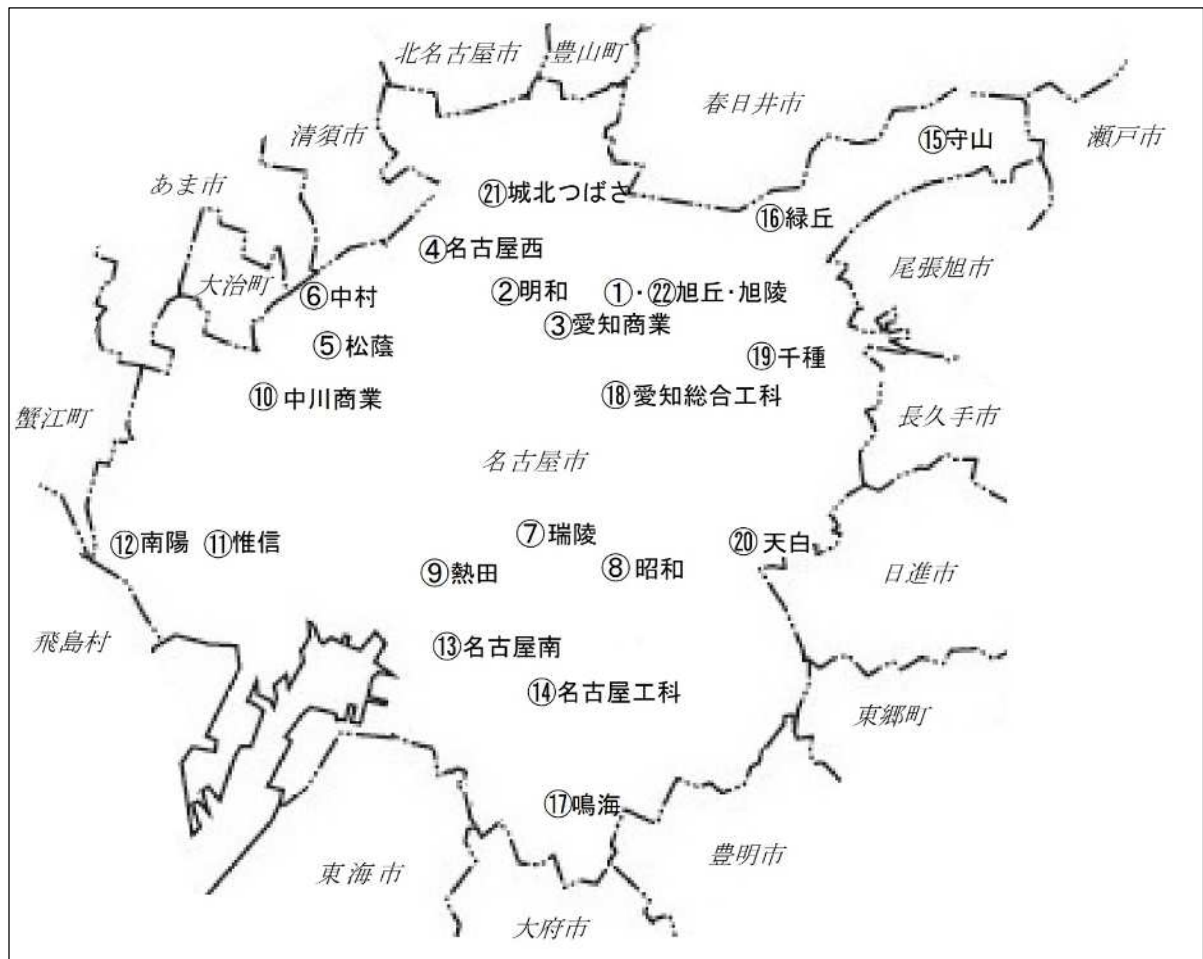 北名古屋市
豊山町
春日井市
清須市
⑮守山
瀬戸市
あま市
㉑城北つばさ
⑯緑丘
④名古屋西
尾張旭市
大治町
⑥中村
②明和
①・㉒旭丘・旭陵
③愛知商業
⑤松蔭
⑲千種
⑩中川商業
⑱愛知総合工科
蟹江町
長久手市
名古屋市
⑫南陽
⑪惟信
⑦瑞陵
⑳天白
⑨熱田
⑧昭和
日進市
飛島村
⑬名古屋南
⑭名古屋工科
東郷町
⑰鳴海
豊明市
東海市
大府市